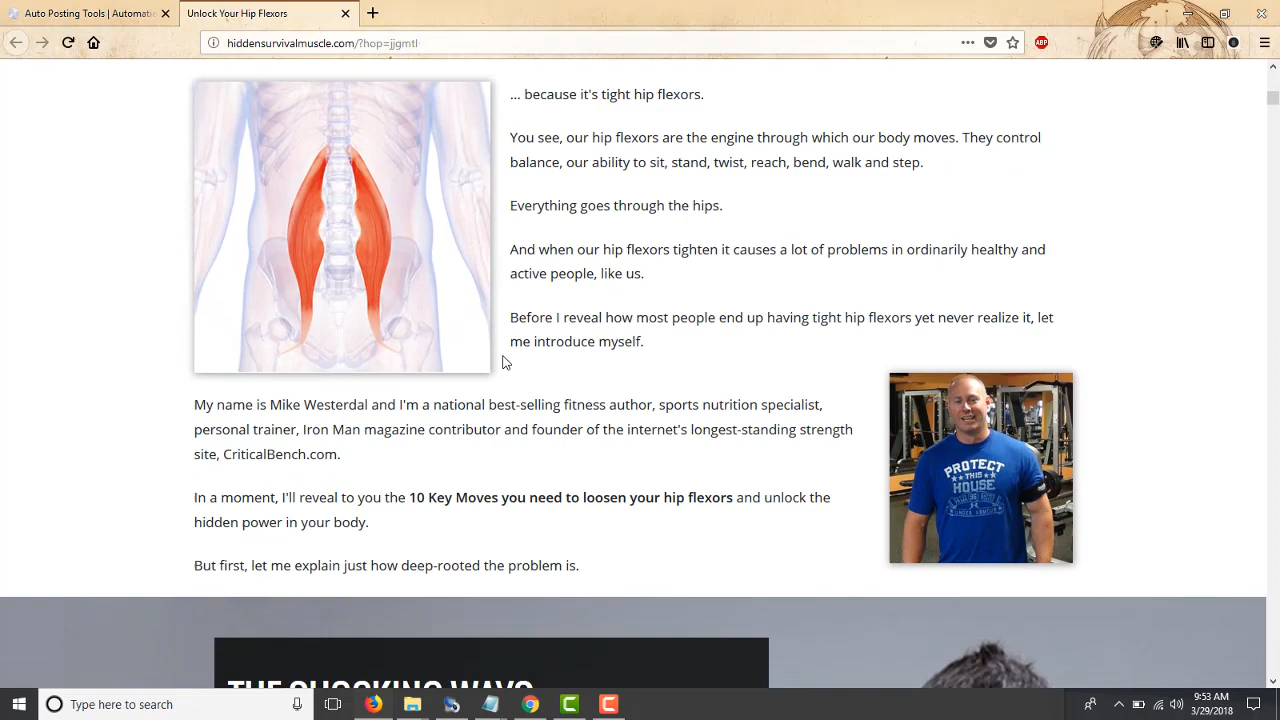 Auto Posting Tools | Automatic
Unlock Your Hip Flexors
hiddensurvivalmuscle.com/?hop=jjgmtl
ABP
... because it's tight hip flexors.
You see, our hip flexors are the engine through which our body moves. They control
balance, our ability to sit, stand, twist, reach, bend, walk and step.
Everything goes through the hips.
And when our hip flexors tighten it causes a lot of problems in ordinarily healthy and
active people, like us.
Before I reveal how most people end up having tight hip flexors yet never realize it, let
me introduce myself.
My name is Mike Westerdal and I'm a national best-selling fitness author, sports nutrition specialist,
personal trainer, Iron Man magazine contributor and founder of the internet's longest-standing strength
site, CriticalBench.com.
In a moment, I'll reveal to you the 10 Key Moves you need to loosen your hip flexors and unlock the
hidden power in your body.
But first, let me explain just how deep-rooted the problem is.
PROTECT
THIS
HOUSE
96
UNDER ARMOUR
THE SHOCKING WAYS
Type here to search
9:53 AM
3/29/2018